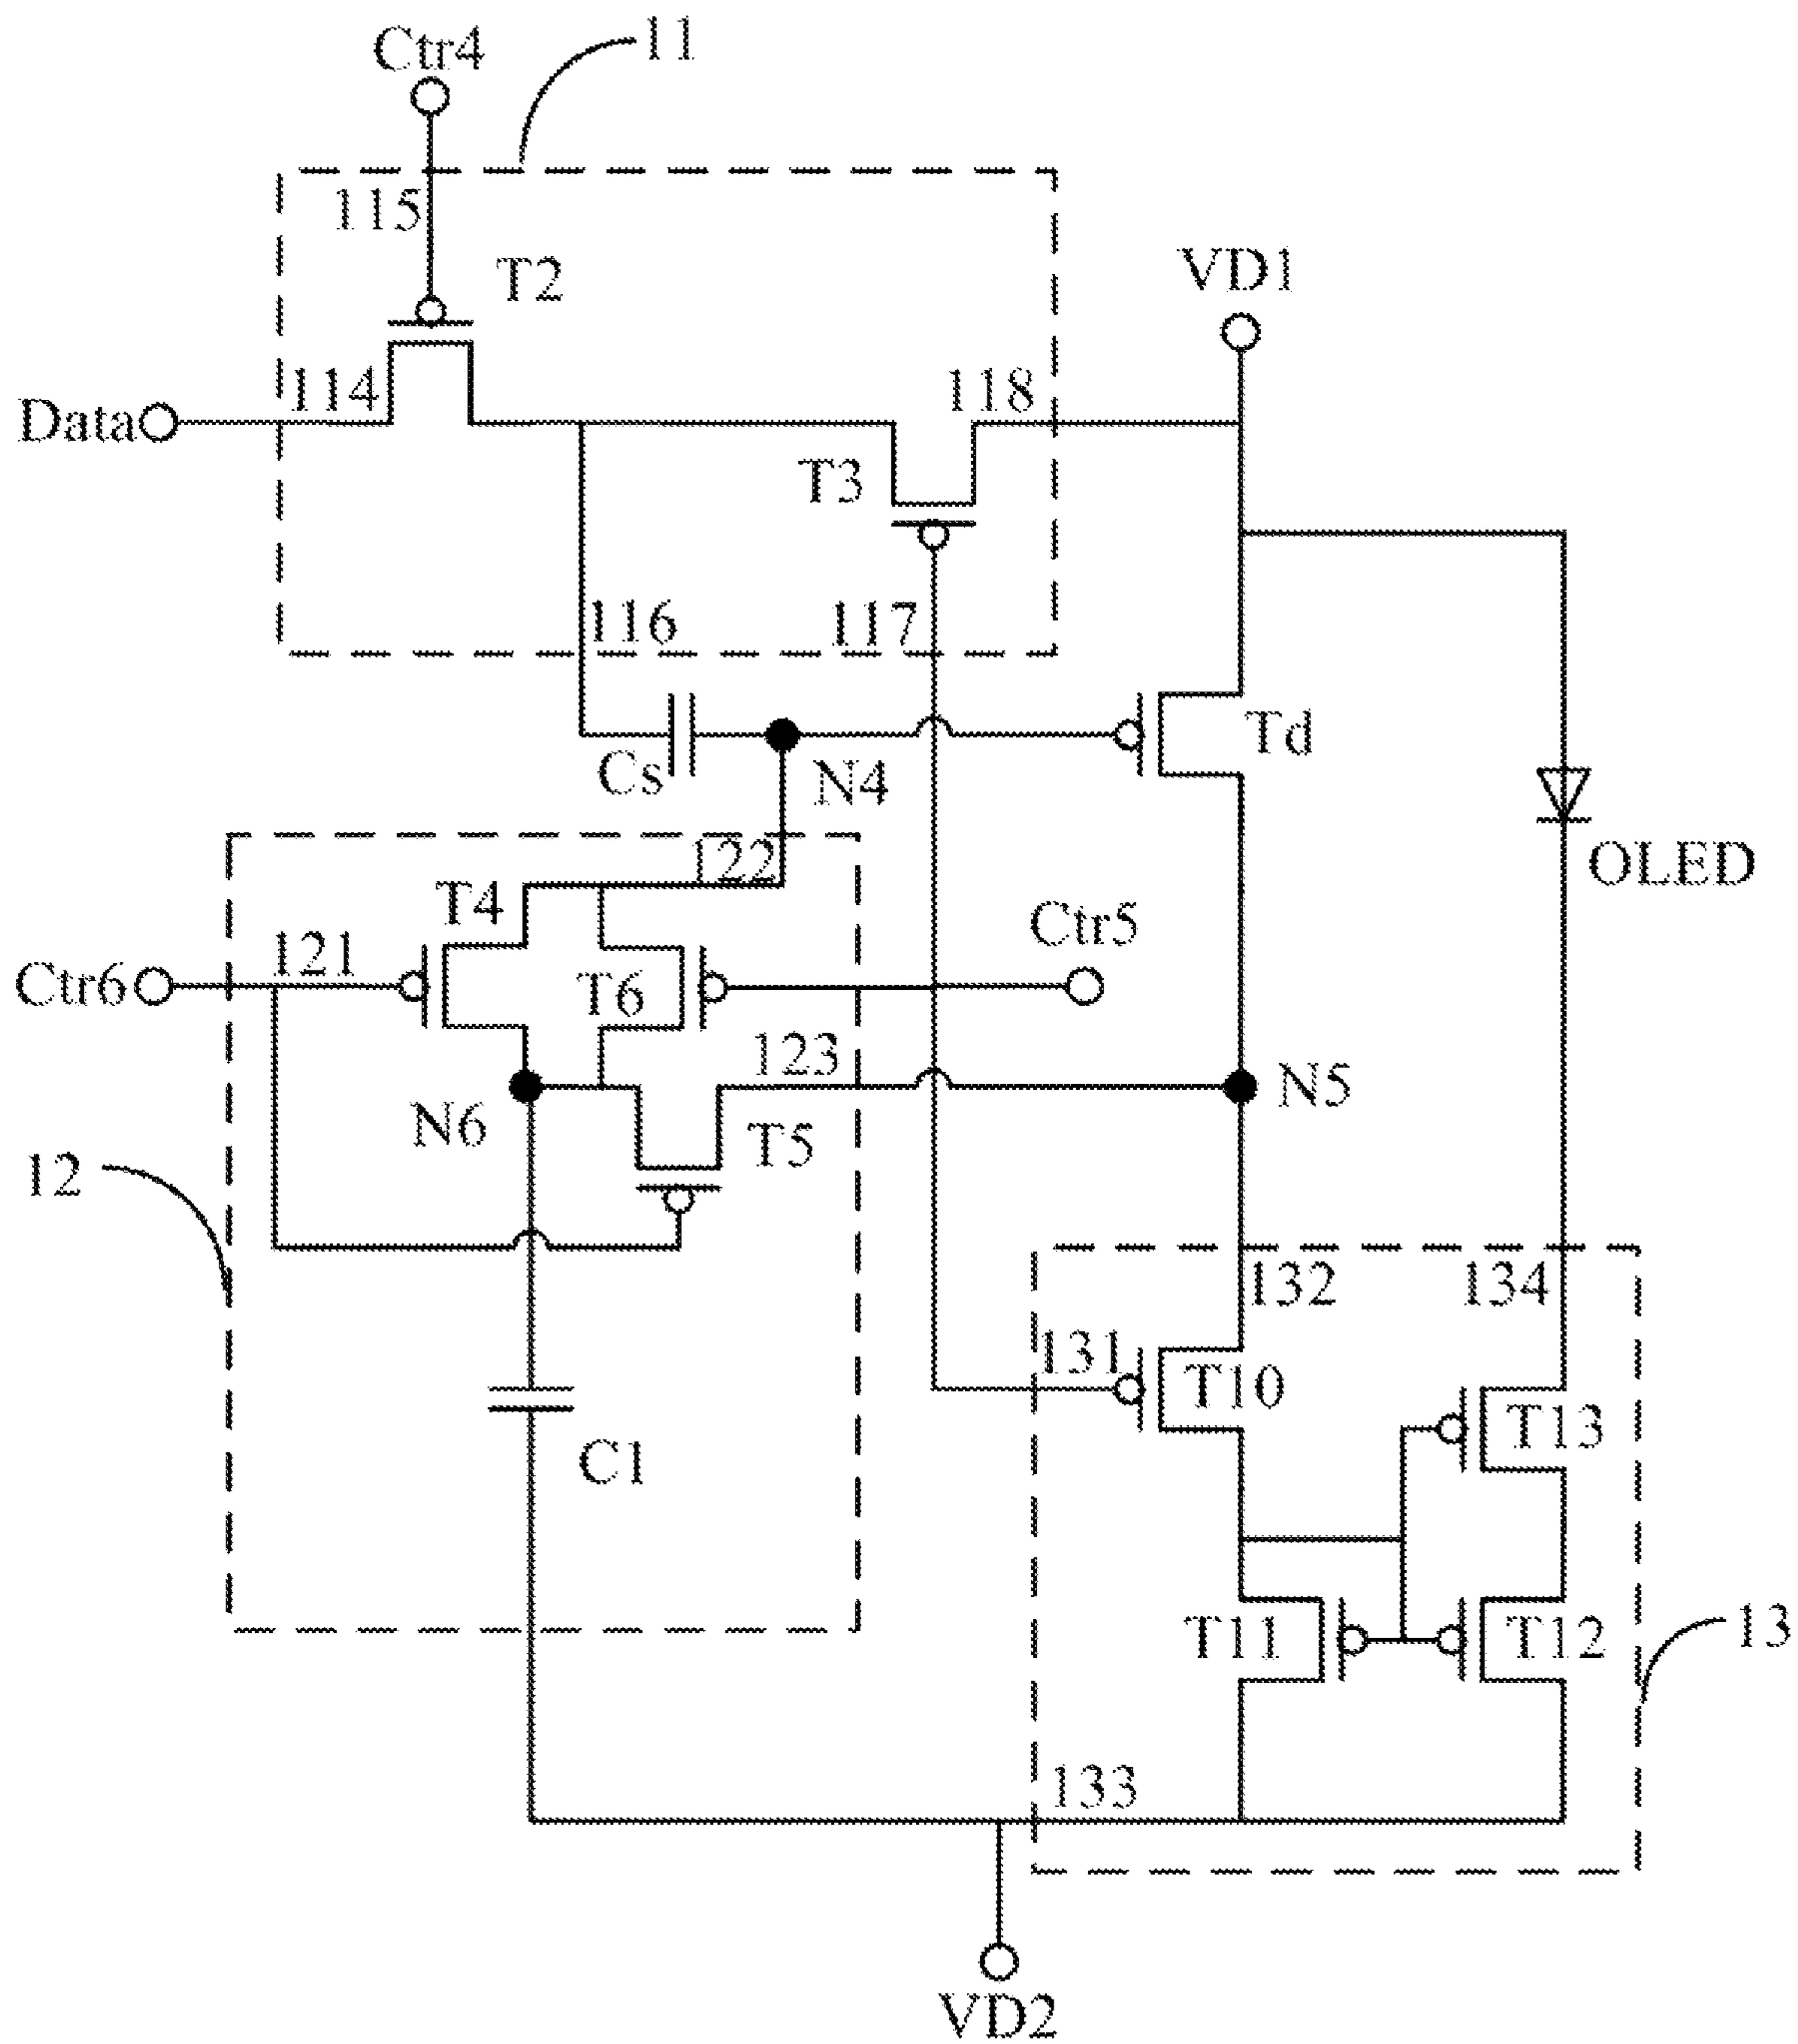 Ctr4
11
115
T2
VD1
Data
114
118
T3
116
117
Td
Cs
N4
122
OLED
T4
Ctr5
121
Ctr6
T6
123
N5
N6
T5
12
132
134
131
T10
T13
C1
T11
T12
13
133
VD2